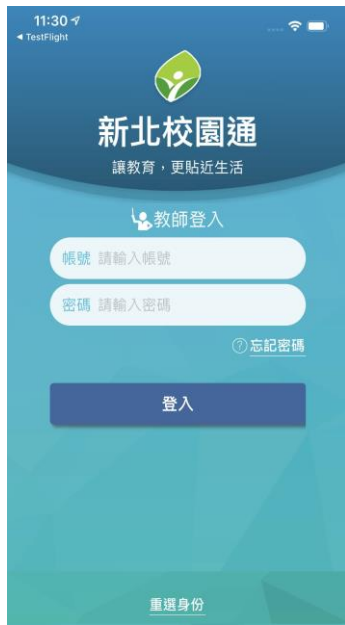 11:30
◀ TestFlight
新北校園通
讓教育，更貼近生活
教師登入
帳號 請輸入帳號
密碼 請輸入密碼
? 忘記密碼
登入
重選身份